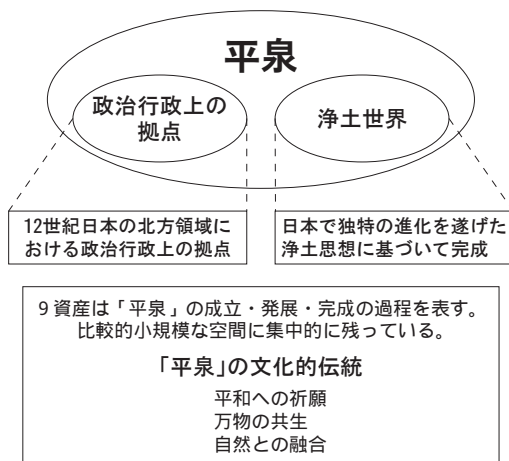 平泉
政治行政上の
拠点
浄土世界
12世紀日本の北方領域に
おける政治行政上の拠点
日本で独特の進化を遂げた
浄土思想に基づいて完成
9資産は「平泉」の成立・発展・完成の過程を表す。
比較的小規模な空間に集中的に残っている。
「平泉」の文化的伝統
平和への祈願
万物の共生
自然との融合